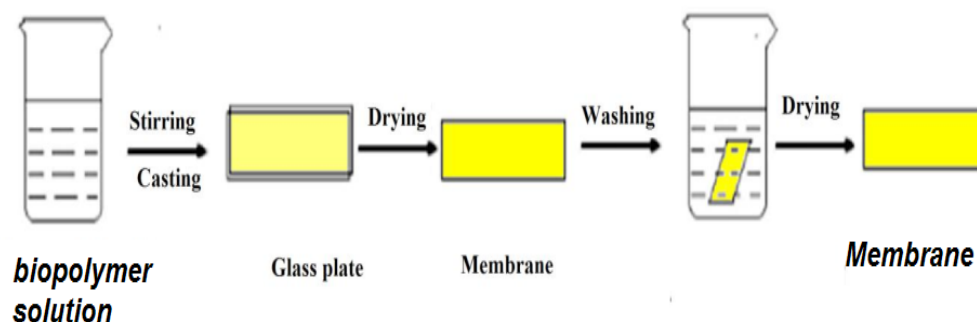 Stirring
Casting
Drying
Washing
Drying
biopolymer
solution
Glass plate
Membrane
Membrane